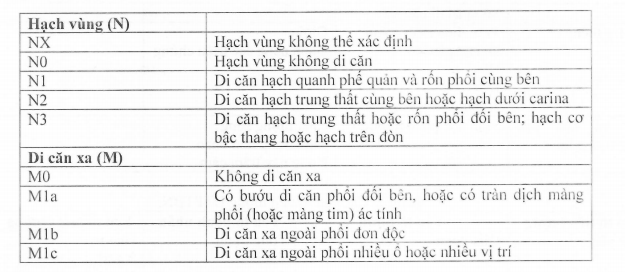 Hạch vùng (N)
NX Hạch vùng không thể xác định
N0 Hạch vùng không di căn
N1 Di căn hạch quanh phế quản và rốn phổi cùng bên
N2 Di căn hạch trung thất cùng bên hoặc hạch dưới carina
N3 Di căn hạch trung thất hoặc rốn phổi đối bên; hạch cơ
bậc thang hoặc hạch trên đòn
Di căn xa (M)
M0 Không di căn xa
M1a Có bướu di căn phổi đối bên, hoặc có tràn dịch màng
phổi (hoặc màng tim) ác tính
M1b Di căn xa ngoài phổi đơn độc
M1c Di căn xa ngoài phổi nhiều ổ hoặc nhiều vị trí